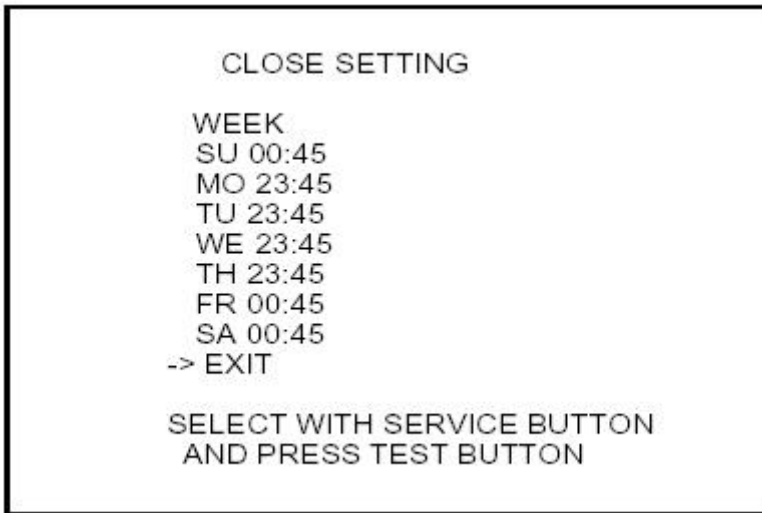 CLOSE SETTING
WEEK
SU 00:45
MO 23:45
TU 23:45
WE 23:45
TH 23:45
FR 00:45
SA 00:45
-> EXIT
SELECT WITH SERVICE BUTTON
AND PRESS TEST BUTTON